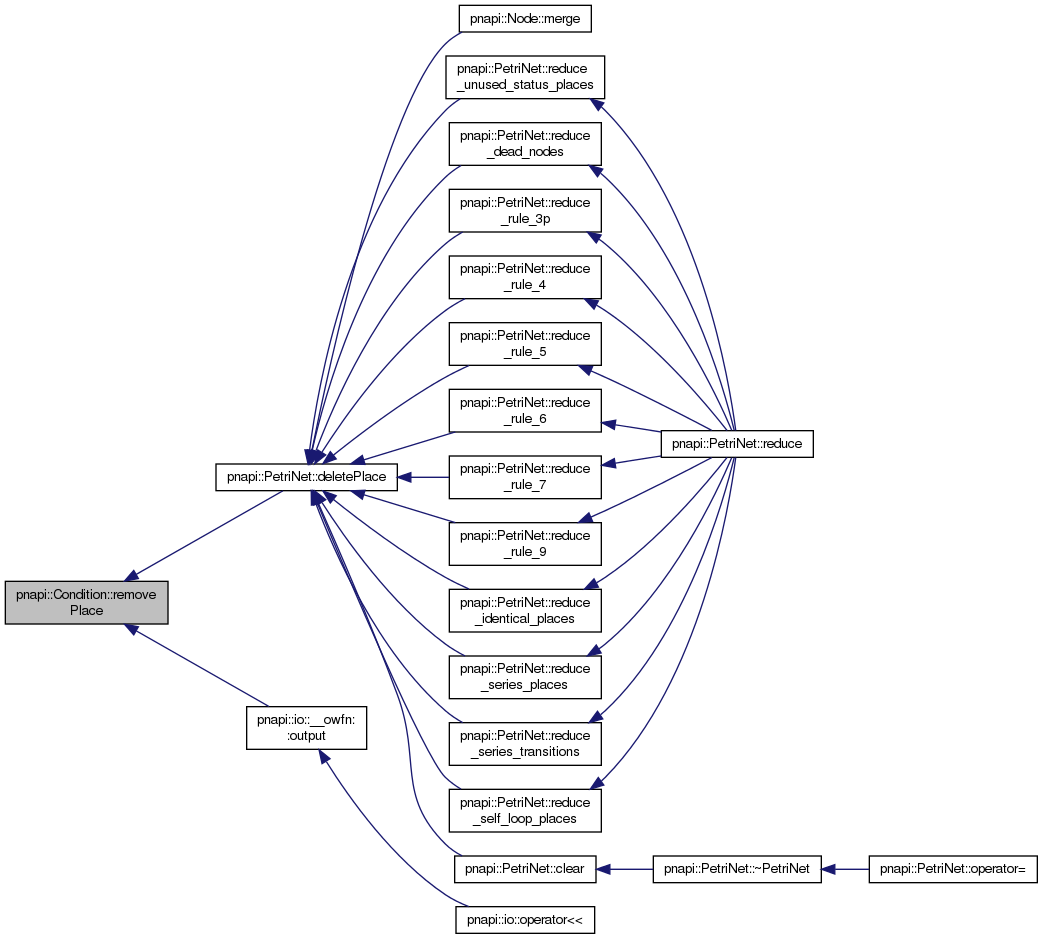 pnapi::Node::merge
pnapi::PetriNet::reduce
_unused_status_places
pnapi::PetriNet::reduce
_dead_nodes
pnapi::PetriNet::reduce
_rule_3p
pnapi::PetriNet::reduce
_rule_4
pnapi::PetriNet::reduce
_rule_5
pnapi::PetriNet::reduce
_rule_6
pnapi::PetriNet::reduce
pnapi::PetriNet::deletePlace
pnapi::PetriNet::reduce
_rule_7
pnapi::PetriNet::reduce
_rule_9
pnapi::Condition::remove
Place
pnapi::PetriNet::reduce
_identical_places
pnapi::PetriNet::reduce
_series_places
pnapi::io::__owfn:
:output
pnapi::PetriNet::reduce
_series_transitions
pnapi::PetriNet::reduce
_self_loop_places
pnapi::PetriNet::clear
pnapi::PetriNet::~PetriNet
pnapi::PetriNet::operator=
pnapi::io::operator<<